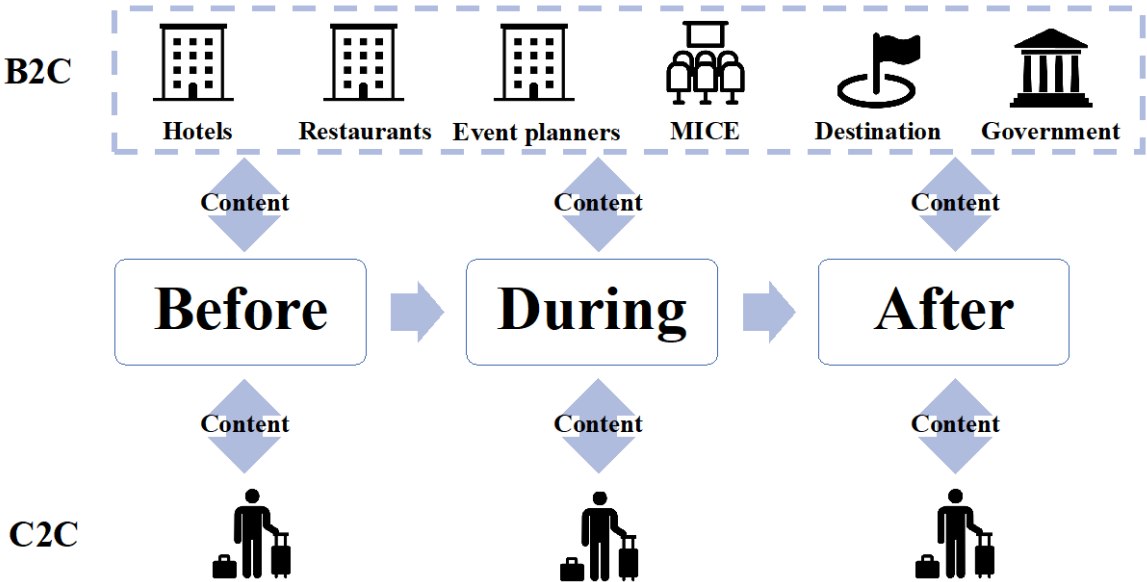 B2C
Hotels Restaurants Event planners MICE Destination Government
Content Content Content
Before During After
Content Content Content
C2C